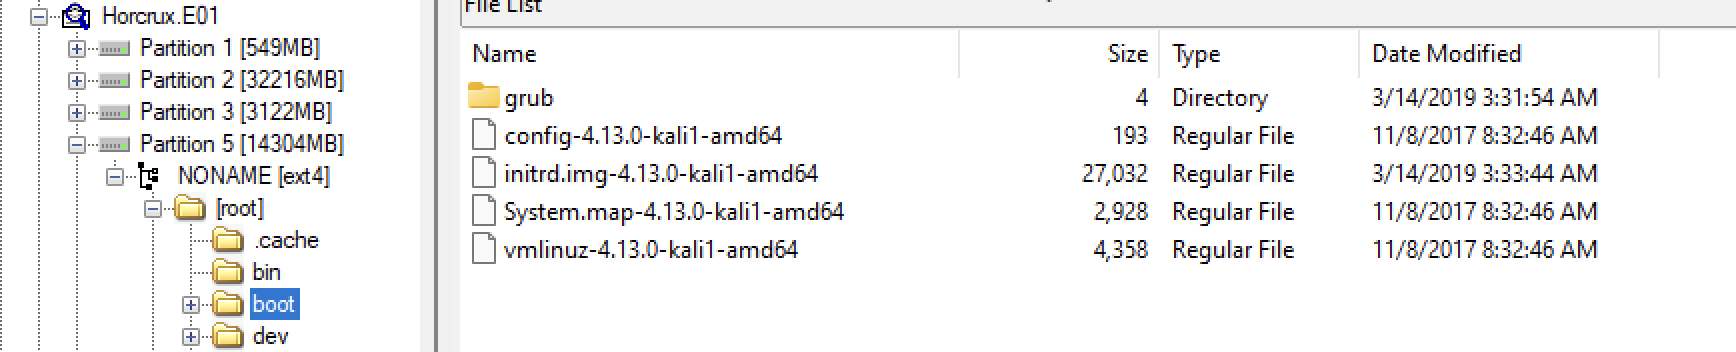 Horcrux.E01
Partition 1 [549MB]
Partition 2 [32216MB]
Partition 3 [3122MB]
Partition 5 [14304MB]
NONAME [ext4]
[root]
.cache
bin
boot
dev
File List
Name Size Type Date Modified
grub 4 Directory 3/14/2019 3:31:54 AM
config-4.13.0-kali1-amd64 193 Regular File 11/8/2017 8:32:46 AM
initrd.img-4.13.0-kali1-amd64 27,032 Regular File 3/14/2019 3:33:44 AM
System.map-4.13.0-kali1-amd64 2,928 Regular File 11/8/2017 8:32:46 AM
vmlinuz-4.13.0-kali1-amd64 4,358 Regular File 11/8/2017 8:32:46 AM